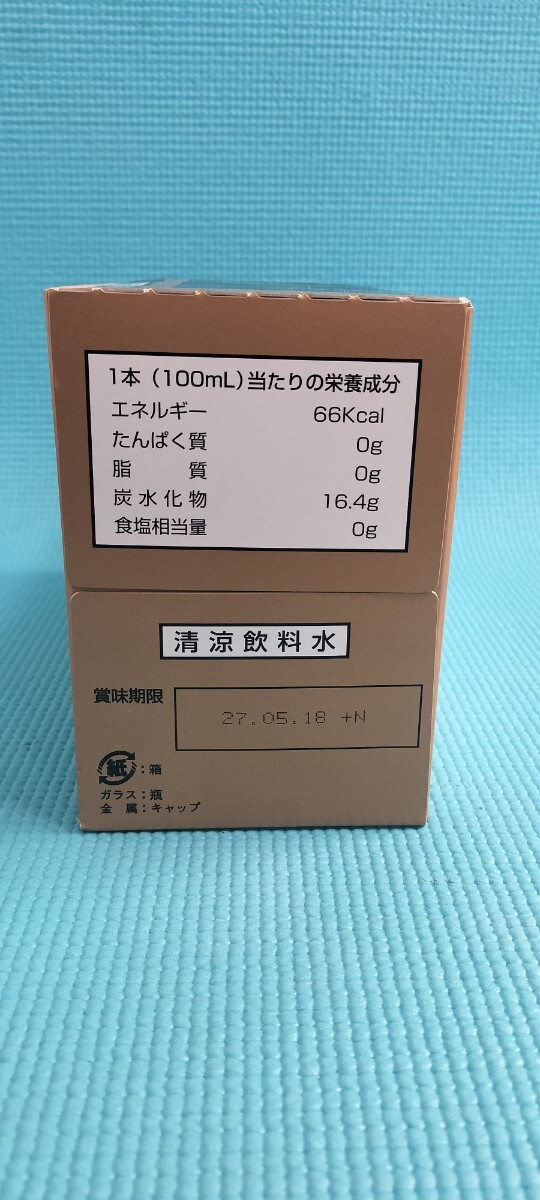 1本（100mL）当たりの栄養成分
エネルギー 66Kcal
たんぱく質 0g
脂質 0g
炭水化物 16.4g
食塩相当量 0g
清涼飲料水
賞味期限 27.05.18 +N
紙：箱
ガラス：瓶
金属：キャップ